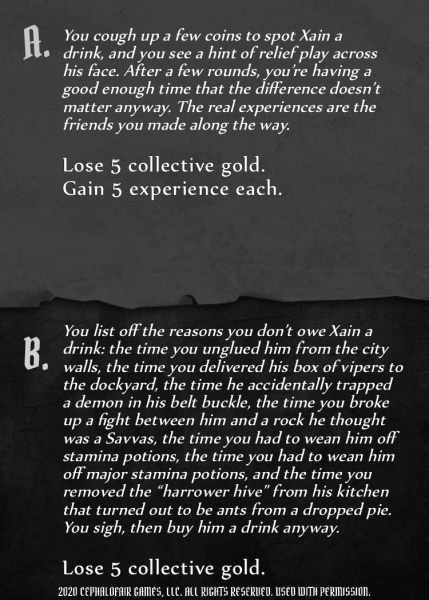 A.
You cough up a few coins to spot Xain a
drink, and you see a hint of relief play across
his face. After a few rounds, you're having a
good enough time that the difference doesn't
matter anyway. The real experiences are the
friends you made along the way.
Lose 5 collective gold.
Gain 5 experience each.
B.
You list off the reasons you don't owe Xain a
drink: the time you unglued him from the city
walls, the time you delivered his box of vipers to
the dockyard, the time he accidentally trapped
a demon in his belt buckle, the time you broke
up a fight between him and a rock he thought
was a Savvas, the time you had to wean him off
stamina potions, the time you had to wean him
off major stamina potions, and the time you
removed the “harrower hive” from his kitchen
that turned out to be ants from a dropped pie.
You sigh, then buy him a drink anyway.
Lose 5 collective gold.
2020 CEPHALOFAIR GAMES, LLC. ALL RIGHTS RESERVED. USED WITH PERMISSION.